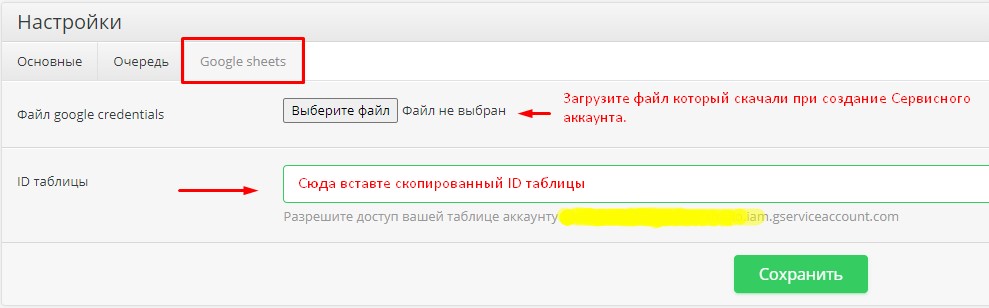 Настройки
Основные Очередь Google sheets
Файл google credentials
Выберите файл Файл не выбран
Загрузите файл который скачали при создание Сервисного
аккаунта.
ID таблицы
Сюда вставте скопированный ID таблицы
Разрешите доступ вашей таблице аккаунту iam.gserviceaccount.com
Сохранить